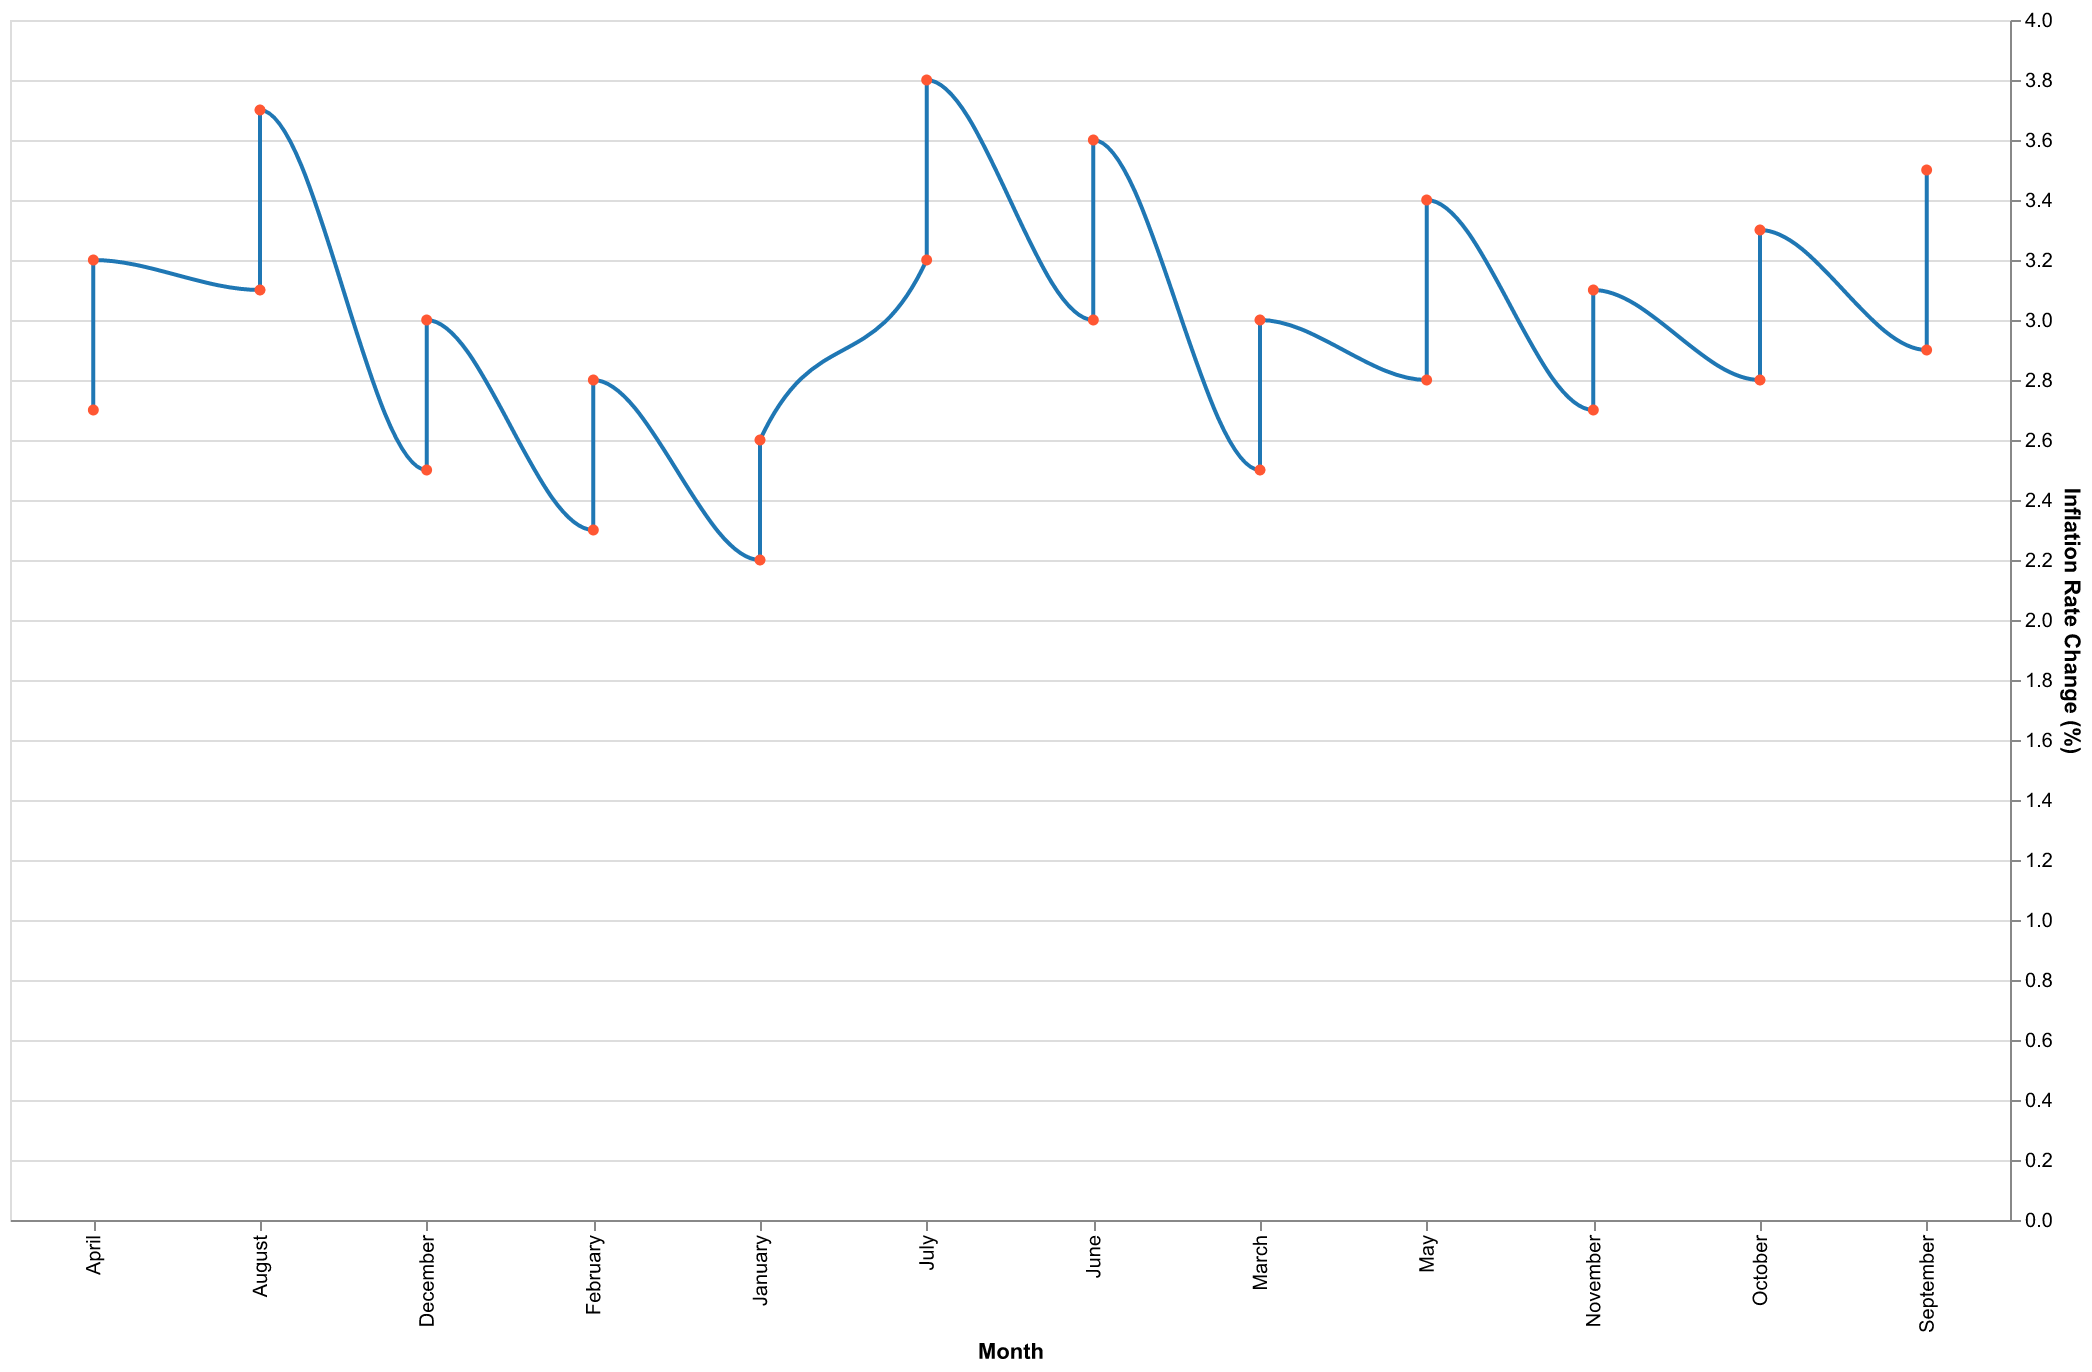 4.0
3.8
3.6
3.4
3.2
3.0
2.8
2.6
2.4
2.2
2.0
1.8
1.6
1.4
1.2
1.0
0.8
0.6
0.4
0.2
0.0
Inflation Rate Change (%)
April
August
December
February
January
July
June
March
May
November
October
September
Month